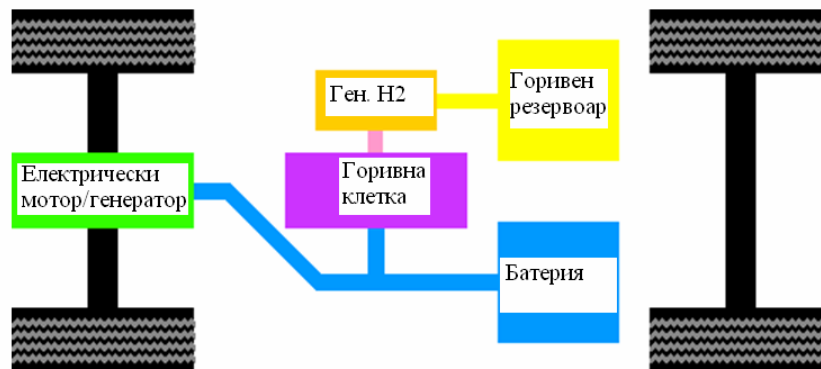 Ген. H2
Горивен
резервоар
Електрически
мотор/генератор
Горивна
клетка
Батерия